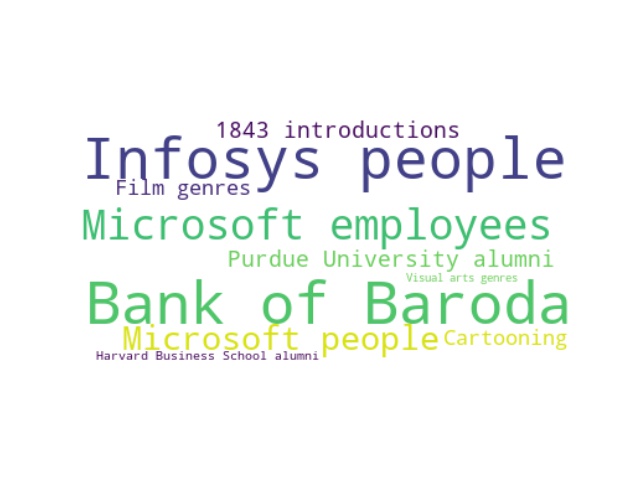 1843 introductions
Infosys people
Film genres
Microsoft employees
Purdue University alumni
Visual arts genres
Bank of Baroda
Microsoft people
Cartooning
Harvard Business School alumni